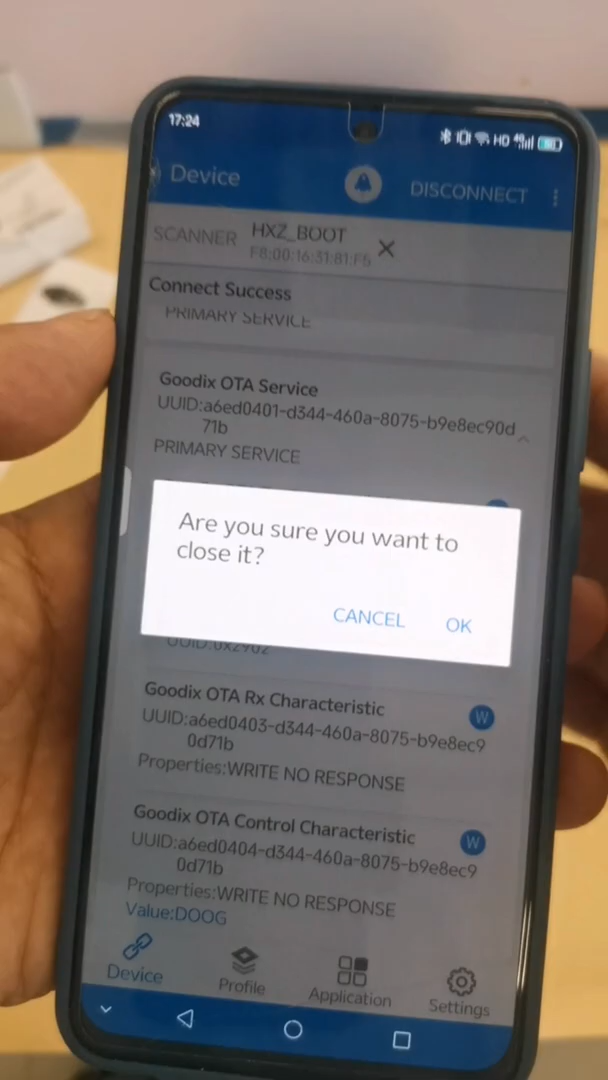 17:24
HD 4G
Device
DISCONNECT
SCANNER
HXZ_BOOT
F8:00:16:31:81:F5
Connect Success
PRIMARY SERVICE
Goodix OTA Service
UUID:a6ed0401-d344-460a-8075-b9e8ec90d
71b
PRIMARY SERVICE
Are you sure you want to
close it?
CANCEL OK
UUID:0x2902
Goodix OTA Rx Characteristic
W
UUID:a6ed0403-d344-460a-8075-b9e8ec9
0d71b
Properties:WRITE NO RESPONSE
Goodix OTA Control Characteristic
W
UUID:a6ed0404-d344-460a-8075-b9e8ec9
0d71b
Properties:WRITE NO RESPONSE
Value:DOOG
Device
Profile
Application
Settings